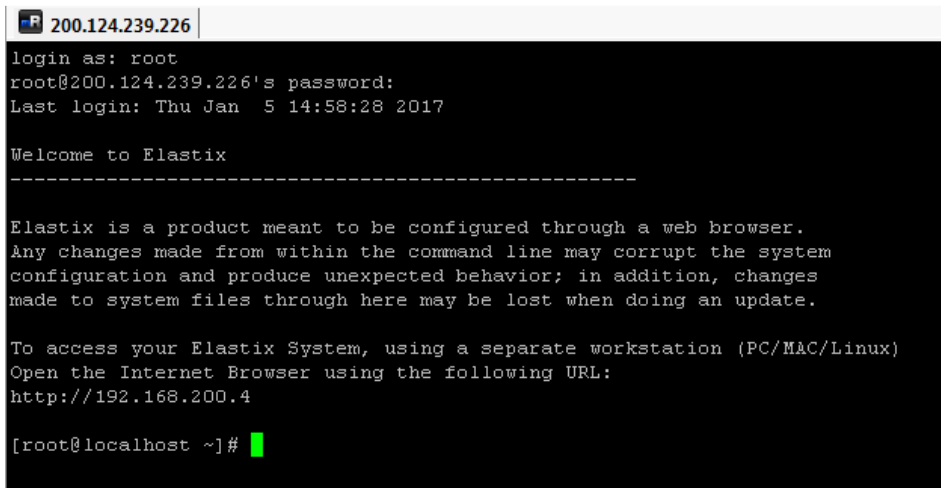 200.124.239.226
login as: root
root@200.124.239.226's password:
Last login: Thu Jan  5 14:58:28 2017
Welcome to Elastix
----------------------------------------------------
Elastix is a product meant to be configured through a web browser.
Any changes made from within the command line may corrupt the system
configuration and produce unexpected behavior; in addition, changes
made to system files through here may be lost when doing an update.
To access your Elastix System, using a separate workstation (PC/MAC/Linux)
Open the Internet Browser using the following URL:
http://192.168.200.4
[root@localhost ~]#